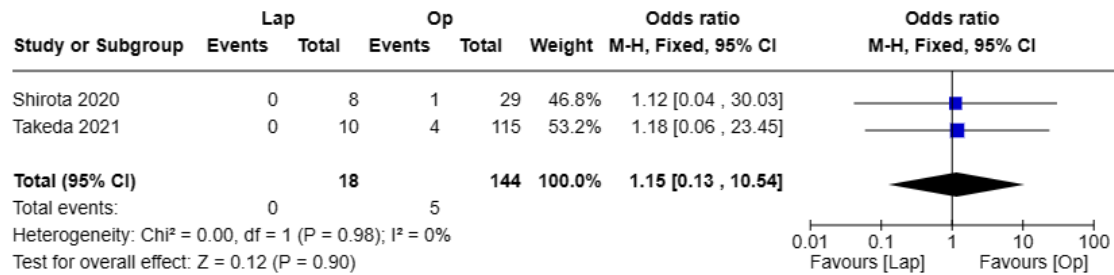 Lap Op Odds ratio Odds ratio
Study or Subgroup Events Total Events Total Weight M-H, Fixed, 95% CI M-H, Fixed, 95% CI
Shirota 2020 0 8 1 29 46.8% 1.12 [0.04 , 30.03]
Takeda 2021 0 10 4 115 53.2% 1.18 [0.06 , 23.45]
Total (95% CI) 18 144 100.0% 1.15 [0.13 , 10.54]
Total events: 0 5
Heterogeneity: Chi² = 0.00, df = 1 (P = 0.98); I² = 0%
0.01 0.1 1 10 100
Test for overall effect: Z = 0.12 (P = 0.90) Favours [Lap] Favours [Op]